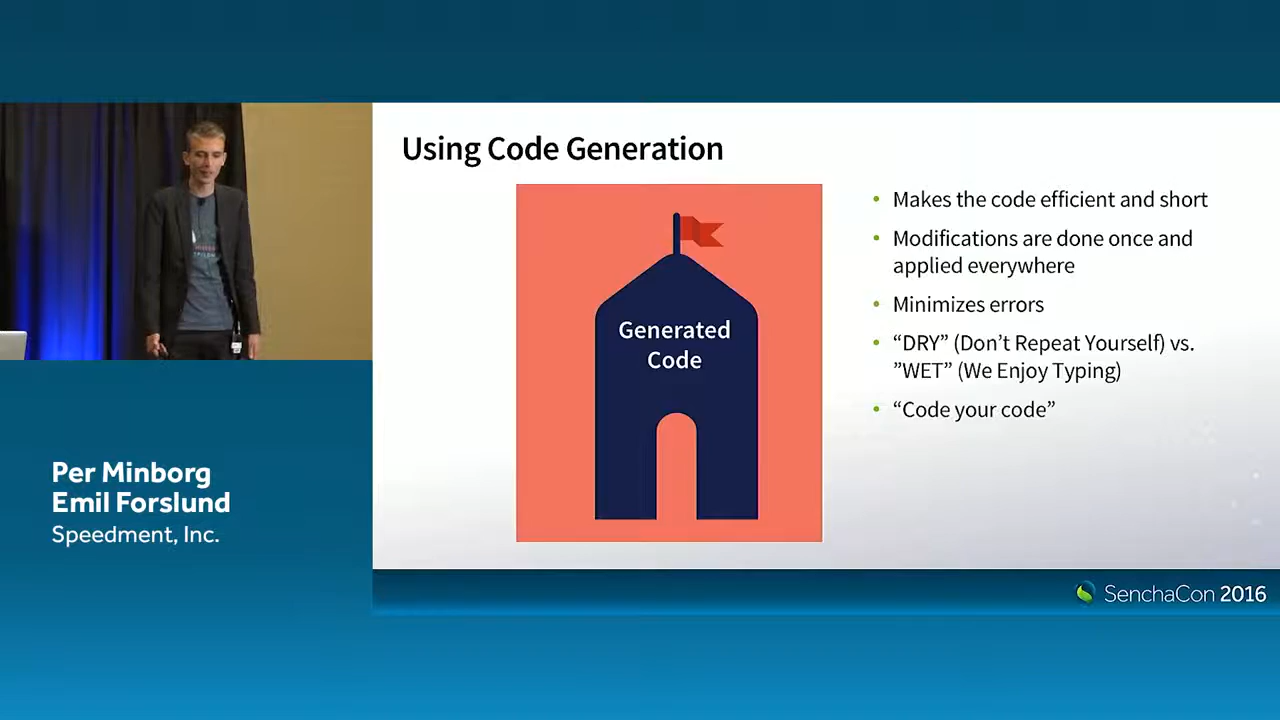 Using Code Generation
Generated
Code
• Makes the code efficient and short
• Modifications are done once and
applied everywhere
• Minimizes errors
• “DRY” (Don’t Repeat Yourself) vs.
”WET” (We Enjoy Typing)
• “Code your code”
Per Minborg
Emil Forslund
Speedment, Inc.
SenchaCon 2016